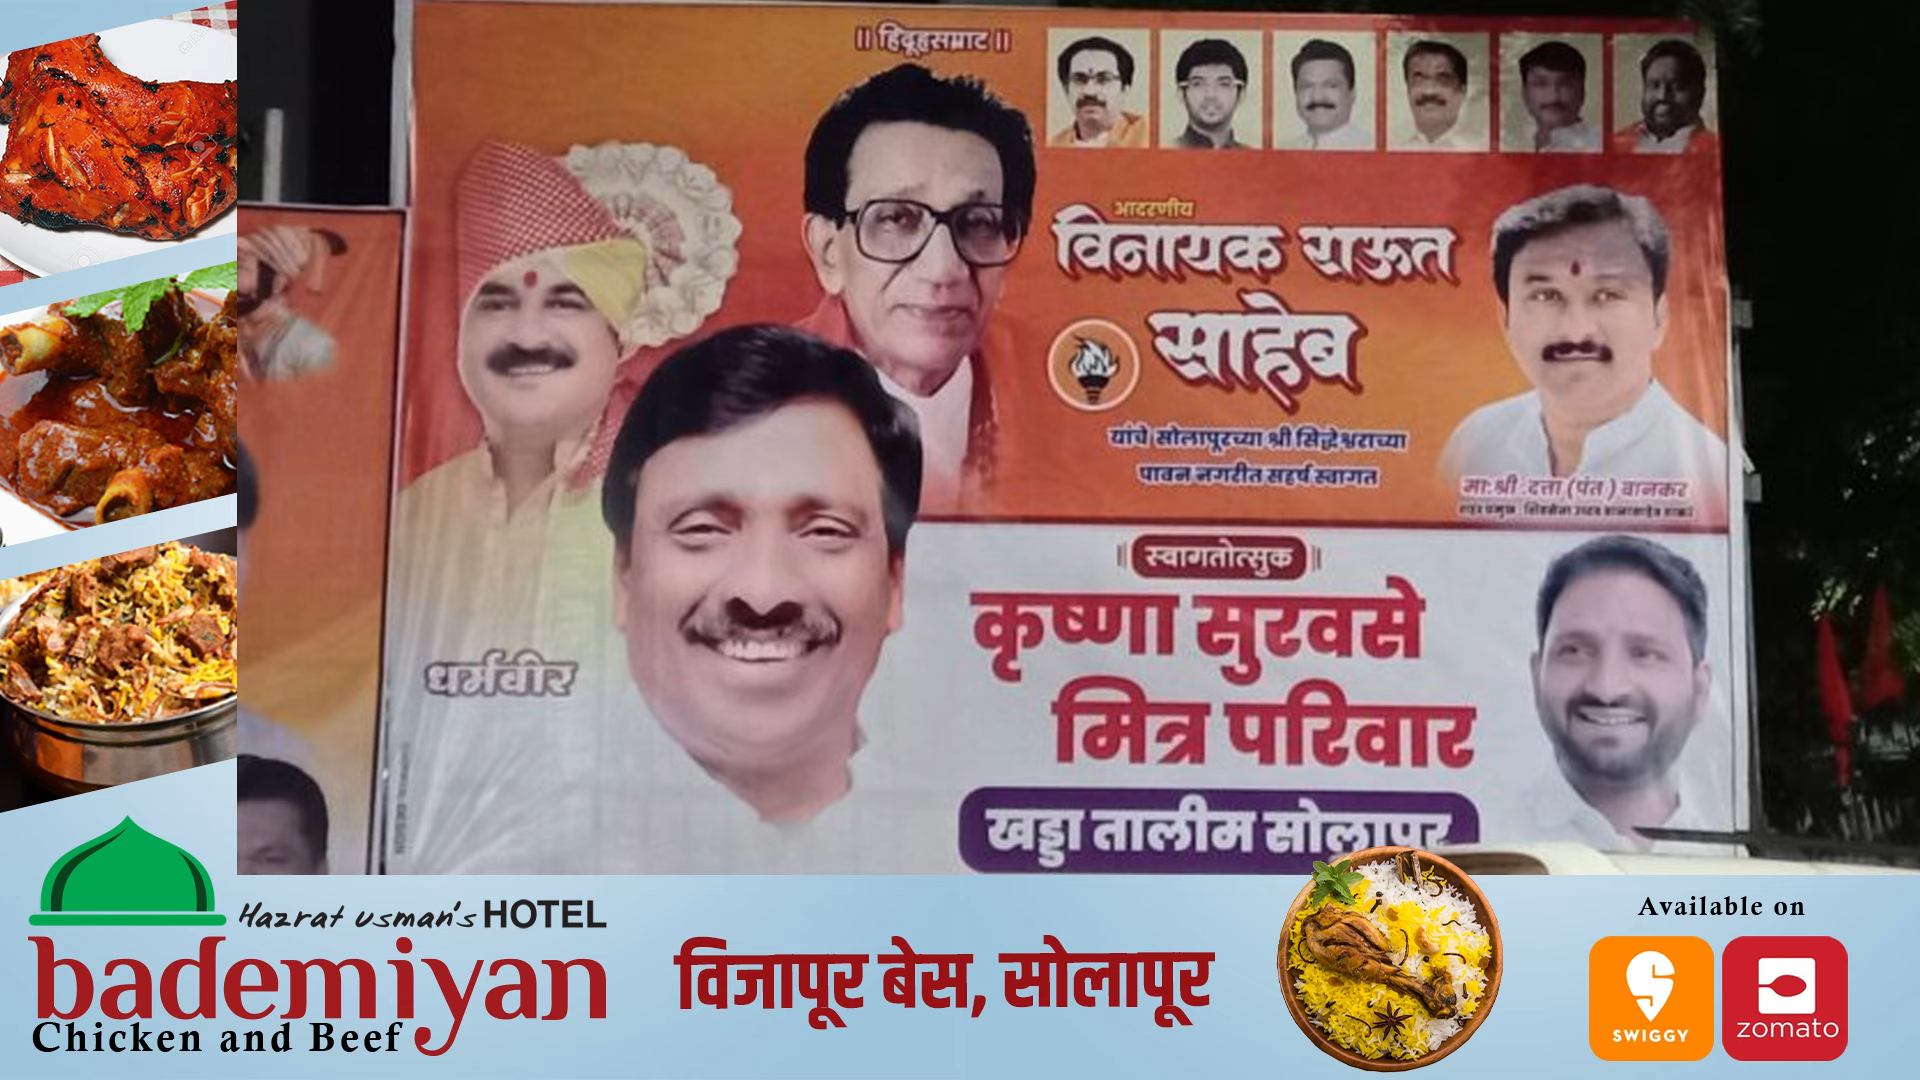 ॥ हिंदूहृदयसम्राट ॥
आदरणीय
विनायक राऊत
साहेब
यांचे सोलापूरच्या श्री सिद्धेश्वराच्या
पावन नगरीत सहर्ष स्वागत
मा.श्री.दत्ता (पंत) वानकर
धर्मवीर
स्वागतोत्सुक
कृष्णा सुरवसे
मित्र परिवार
खड्डा तालीम सोलापूर
Hazrat Usman's HOTEL
bademiyan
Chicken and Beef
विजापूर बेस, सोलापूर
Available on
SWIGGY
zomato